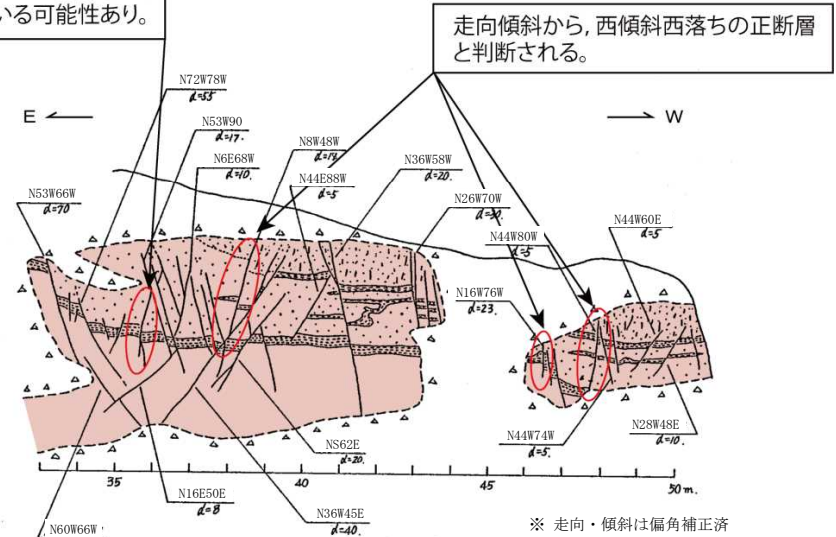 いる可能性あり。
走向傾斜から,西傾斜西落ちの正断層
と判断される。
E
W
N72W78W
d=55
N53W90
d=17.
N6E68W
d=10.
N8W48W
d=14
N44E88W
d=5
N36W58W
d=20.
N53W66W
d=70
N26W70W
d=30.
N44W80W
d=5
N44W60E
d=5
N16W76W
d=23.
N44W74W
d=5.
N28W48E
d=10.
NS62E
d=20.
35
40
45
50 m.
N16E50E
d=8
N36W45E
d=40.
N60W66W
※ 走向・傾斜は偏角補正済